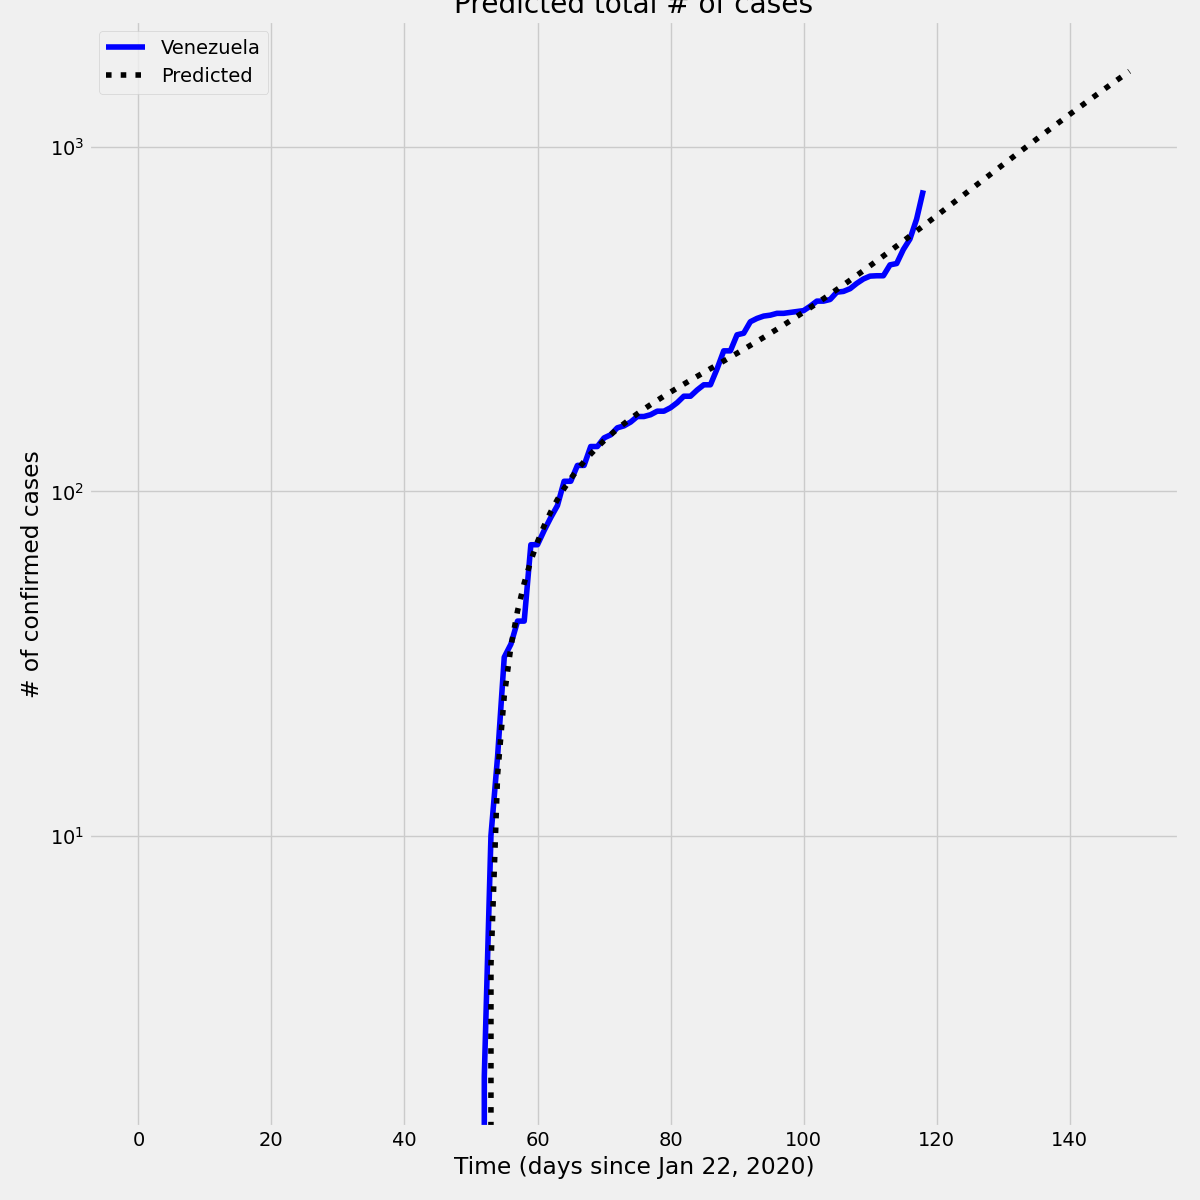 Predicted total # of cases
Venezuela
Predicted
10³
10²
10¹
# of confirmed cases
0 20 40 60 80 100 120 140
Time (days since Jan 22, 2020)